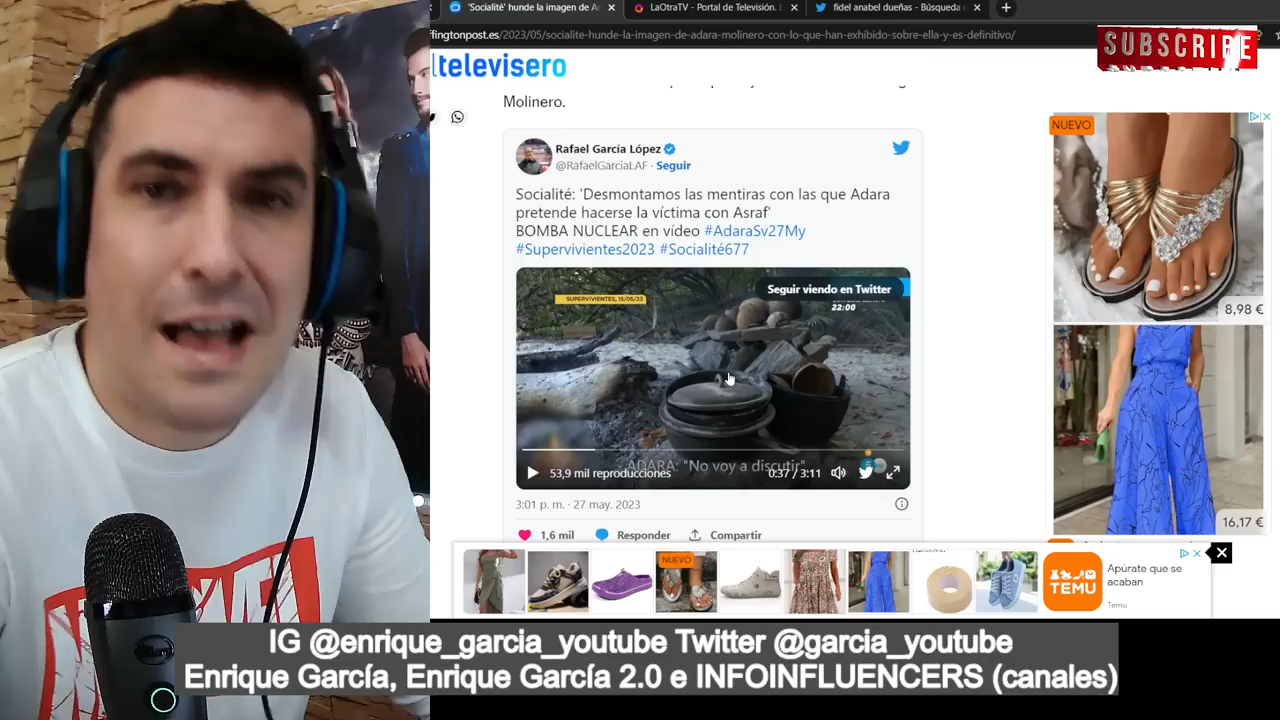 'Socialité' hunde la imagen de Ad
LaOtraTV - Portal de Televisión. L
fidel anabel dueñas - Búsqueda
ffingtonpost.es/2023/05/socialite-hunde-la-imagen-de-adara-molinero-con-lo-que-han-exhibido-sobre-ella-y-es-definitivo/
SUBSCRIBE
televisero
Molinero.
Rafael García López
@RafaelGarciaLAF · Seguir
Socialité: 'Desmontamos las mentiras con las que Adara
pretende hacerse la víctima con Asraf'
BOMBA NUCLEAR en vídeo #AdaraSv27My
#Supervivientes2023 #Socialité677
Seguir viendo en Twitter
SUPERVIVIENTES, 15/05/23
22:00
ADARA: "No voy a discutir"
53,9 mil reproducciones
0:37 / 3:11
3:01 p. m. · 27 may. 2023
1,6 mil
Responder
Compartir
NUEVO
8,98 €
16,17 €
NUEVO
TEMU
Apúrate que se
acaban
Temu
IG @enrique_garcia_youtube Twitter @garcia_youtube
Enrique García, Enrique García 2.0 e INFOINFLUENCERS (canales)